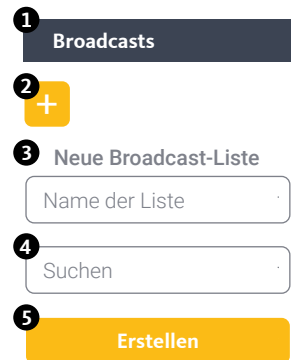 1
Broadcasts
2
+
3 Neue Broadcast-Liste
Name der Liste
4
Suchen
5
Erstellen